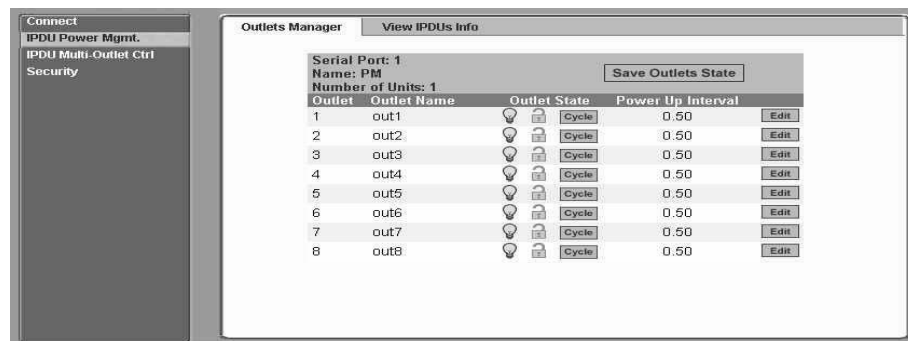 Connect
IPDU Power Mgmt.
IPDU Multi-Outlet Ctrl
Security
Outlets Manager View IPDUs Info
Serial Port: 1
Name: PM
Number of Units: 1
Save Outlets State
Outlet Outlet Name Outlet State Power Up Interval
1 out1 Cycle 0.50 Edit
2 out2 Cycle 0.50 Edit
3 out3 Cycle 0.50 Edit
4 out4 Cycle 0.50 Edit
5 out5 Cycle 0.50 Edit
6 out6 Cycle 0.50 Edit
7 out7 Cycle 0.50 Edit
8 out8 Cycle 0.50 Edit